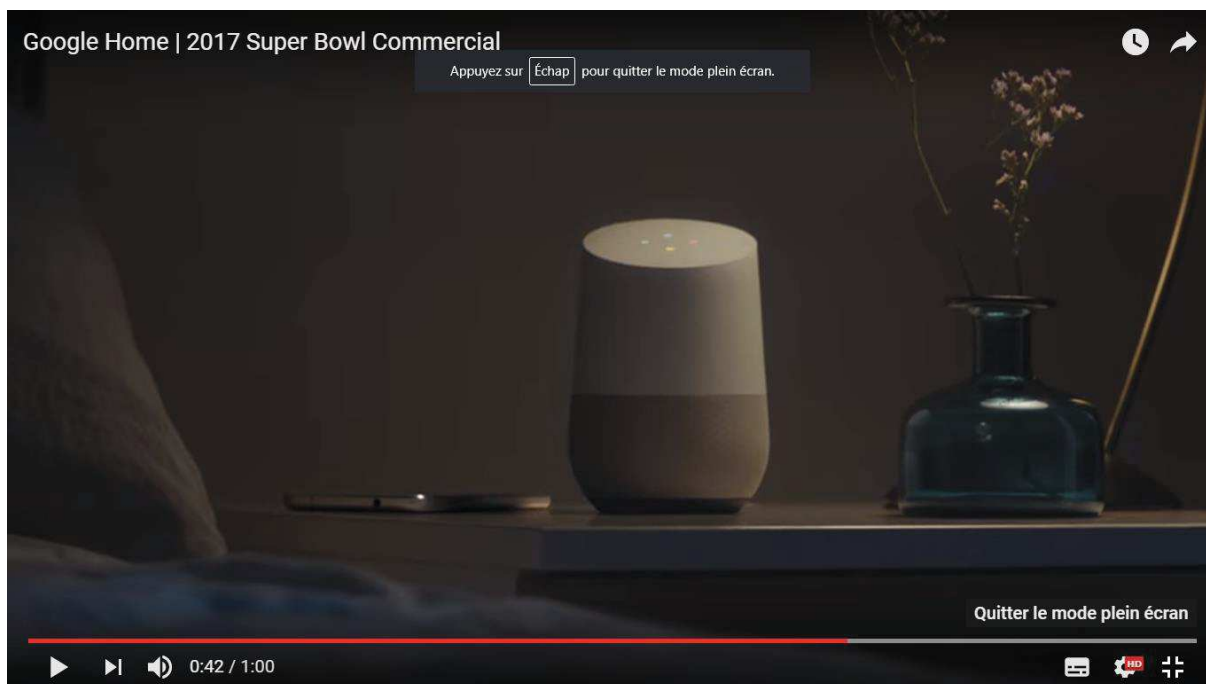 Google Home | 2017 Super Bowl Commercial
Appuyez sur Échap pour quitter le mode plein écran.
Quitter le mode plein écran
0:42 / 1:00
HD